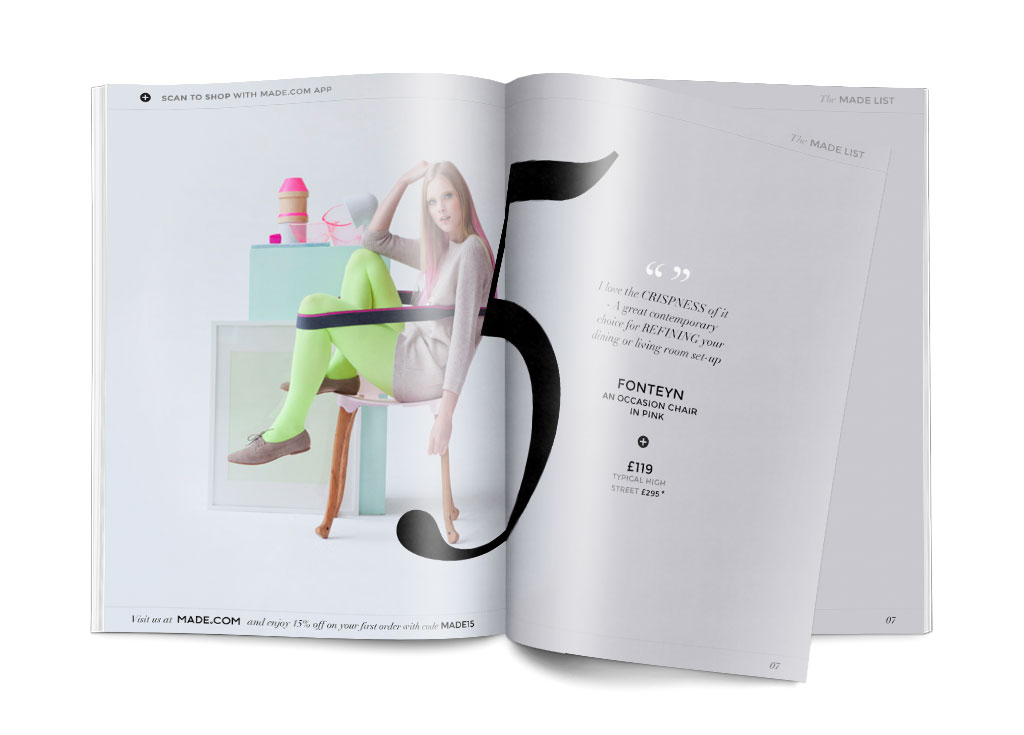 SCAN TO SHOP WITH MADE.COM APP
5
Visit us at MADE.COM and enjoy 15% off on your first order with code MADE15
The MADE LIST
The MADE LIST
“ ”
I love the CRISPNESS of it
- A great contemporary
choice for REFINING your
dining or living room set-up
FONTEYN
AN OCCASION CHAIR
IN PINK
£119
TYPICAL HIGH
STREET £295*
07
07